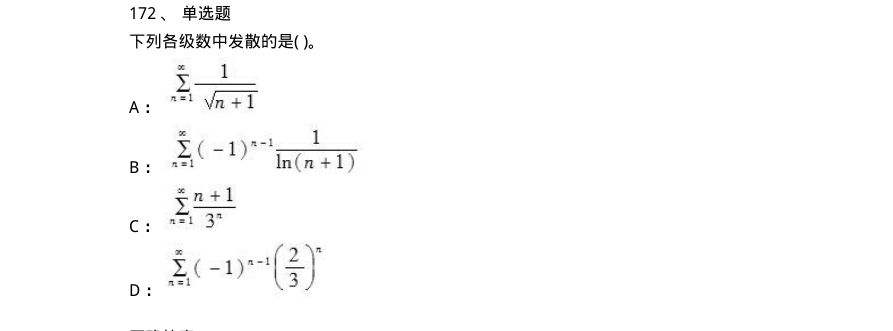 172 、 单选题
下列各级数中发散的是( )。
A： $\sum_{n=1}^{\infty} \frac{1}{\sqrt{n+1}}$
B： $\sum_{n=1}^{\infty} (-1)^{n-1} \frac{1}{\ln(n+1)}$
C： $\sum_{n=1}^{\infty} \frac{n+1}{3^n}$
D： $\sum_{n=1}^{\infty} (-1)^{n-1} \left(\frac{2}{3}\right)^n$